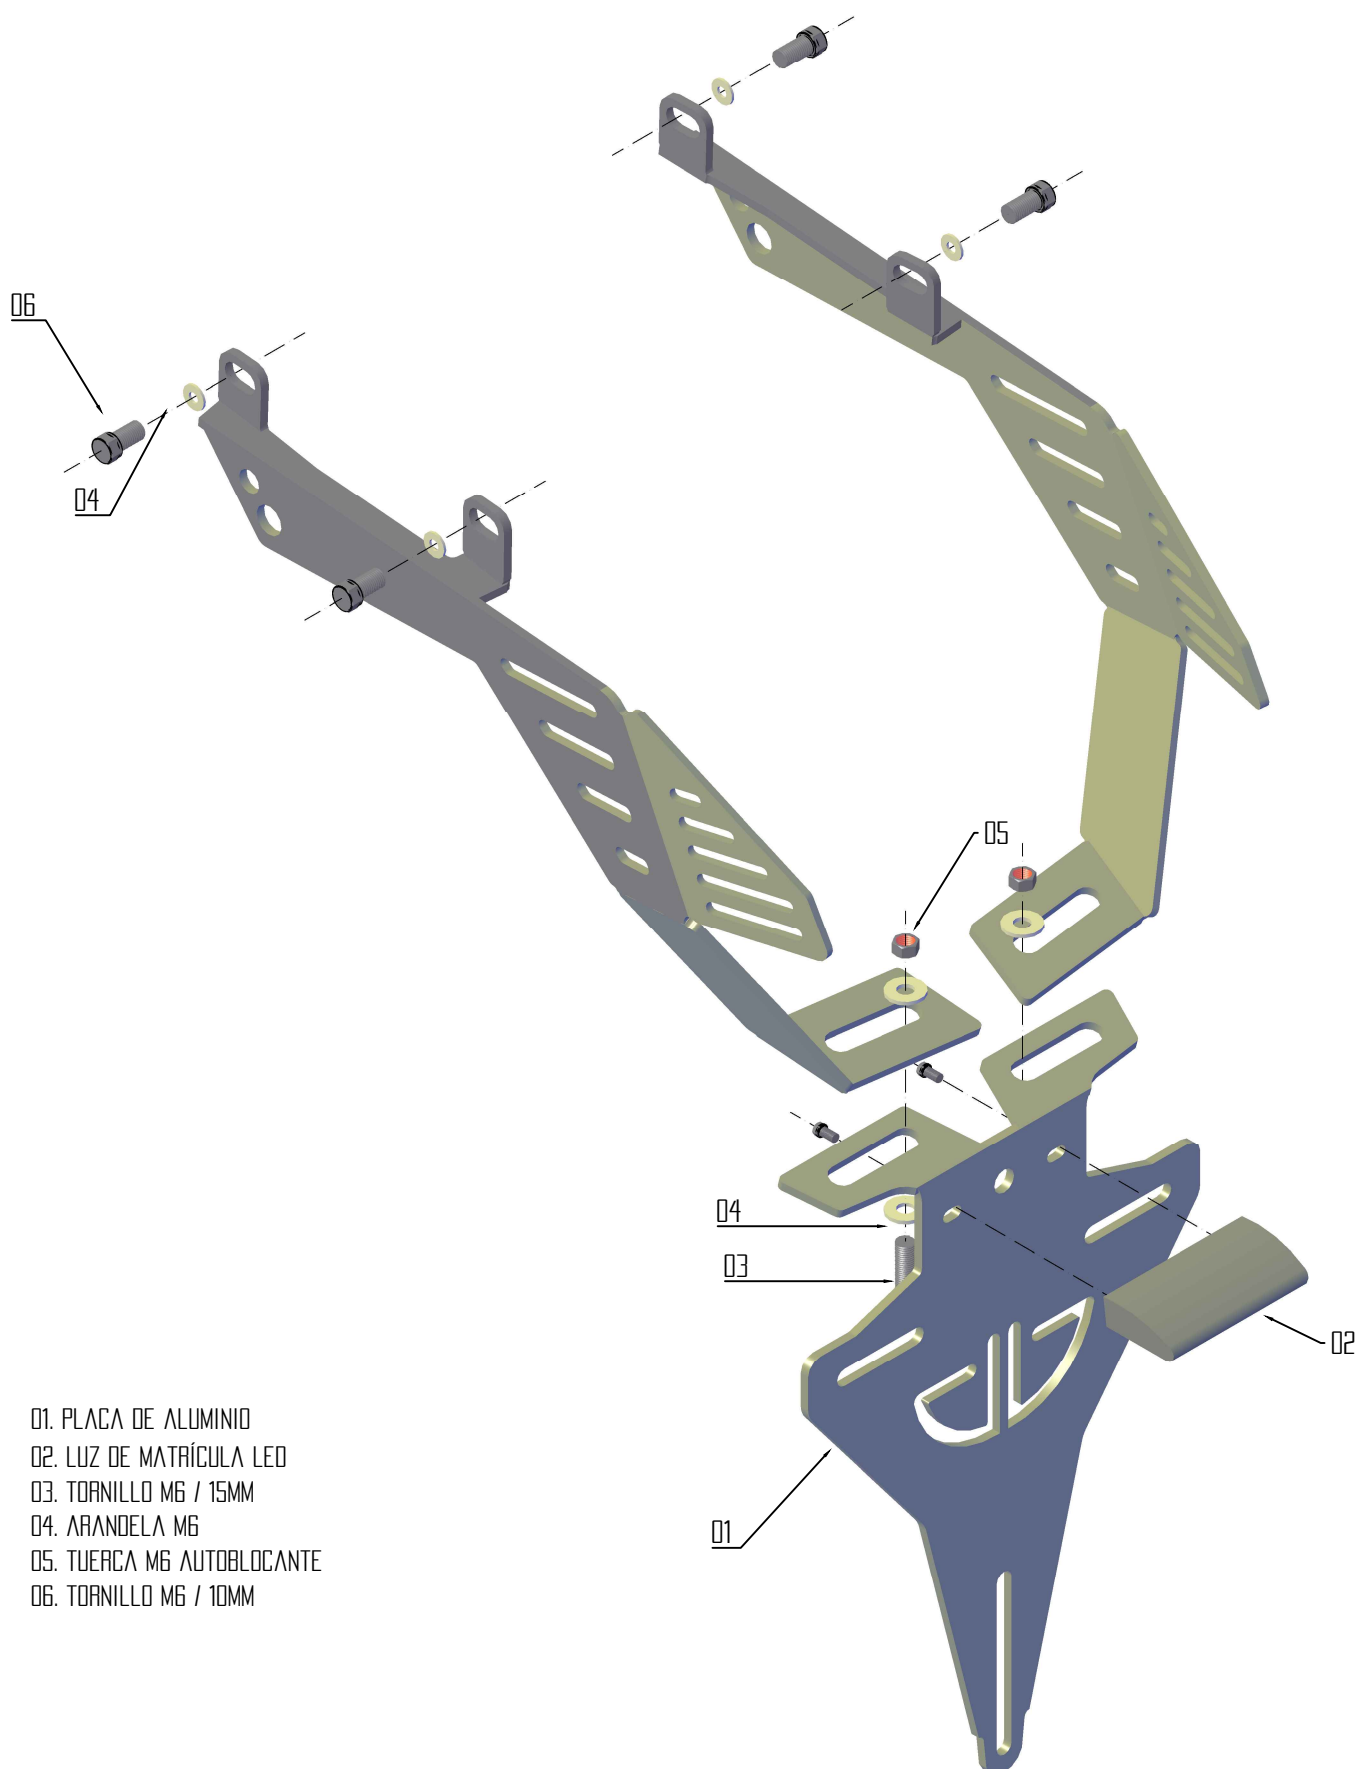 06
04
05
04
03
02
01
01. PLACA DE ALUMINIO
02. LUZ DE MATRÍCULA LED
03. TORNILLO M6 / 15MM
04. ARANDELA M6
05. TUERCA M6 AUTOBLOCANTE
06. TORNILLO M6 / 10MM